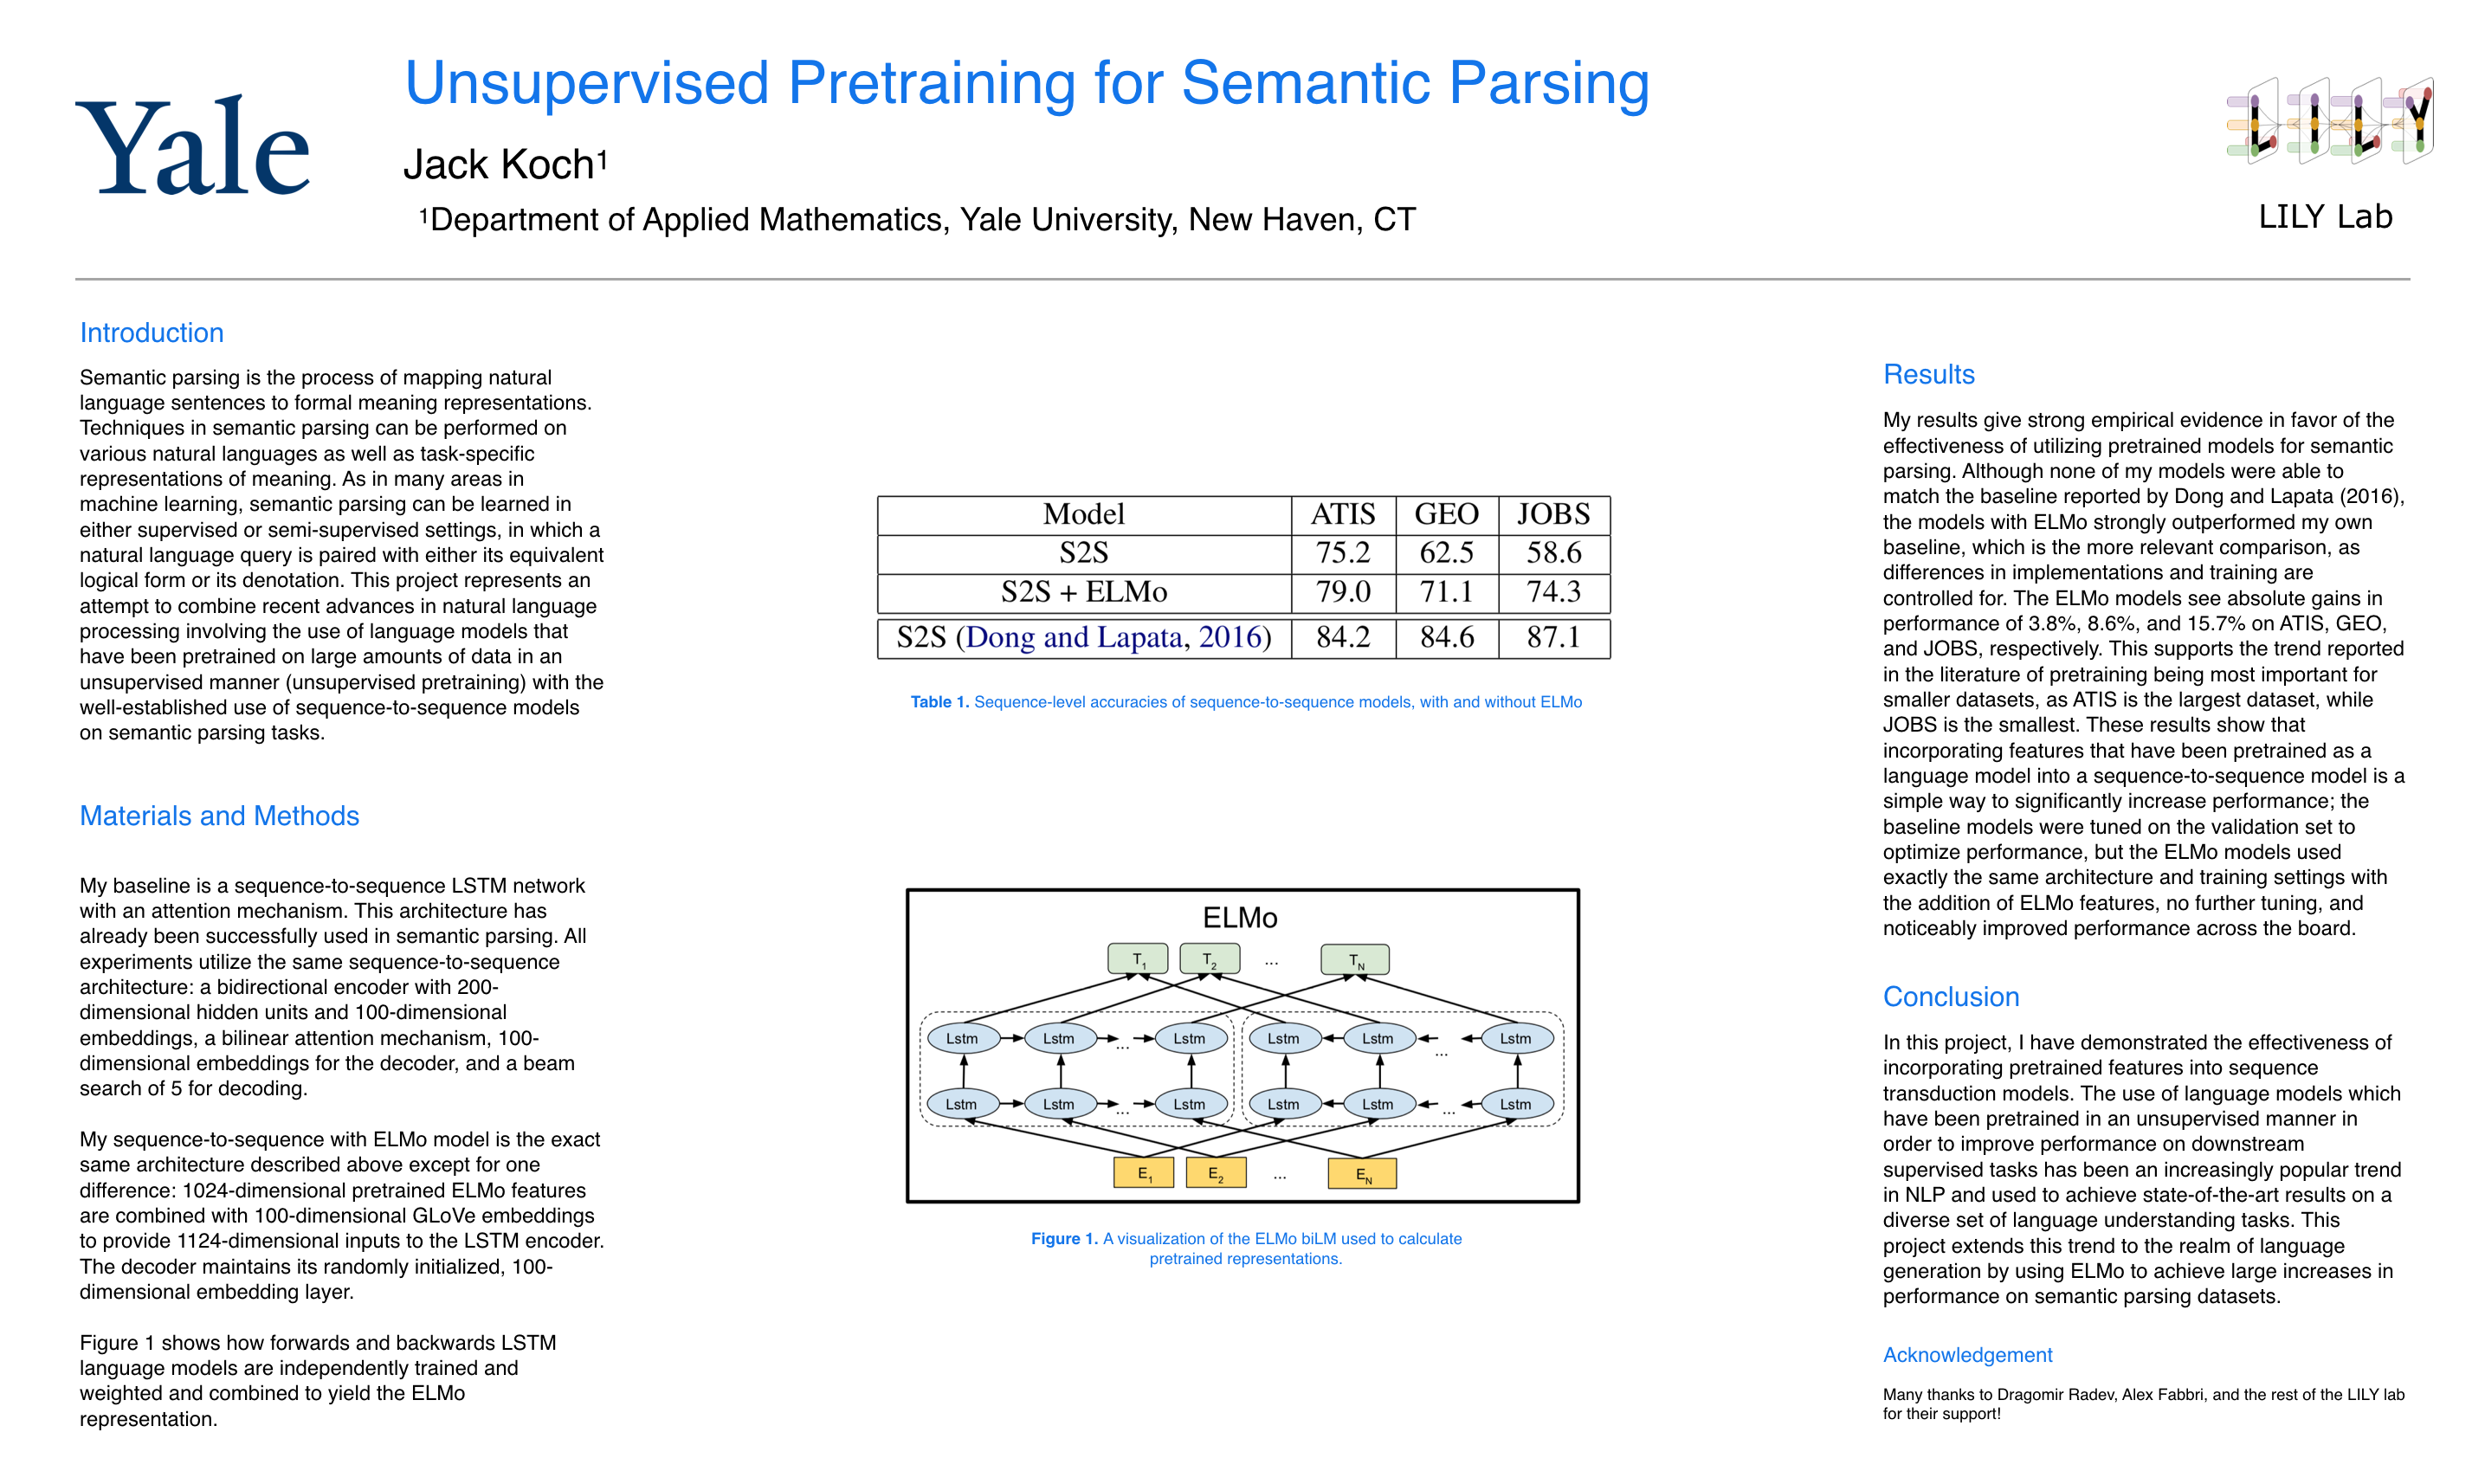 Yale
Unsupervised Pretraining for Semantic Parsing
Jack Koch¹
¹Department of Applied Mathematics, Yale University, New Haven, CT
LILY
LILY Lab
Introduction
Semantic parsing is the process of mapping natural
language sentences to formal meaning representations.
Techniques in semantic parsing can be performed on
various natural languages as well as task-specific
representations of meaning. As in many areas in
machine learning, semantic parsing can be learned in
either supervised or semi-supervised settings, in which a
natural language query is paired with either its equivalent
logical form or its denotation. This project represents an
attempt to combine recent advances in natural language
processing involving the use of language models that
have been pretrained on large amounts of data in an
unsupervised manner (unsupervised pretraining) with the
well-established use of sequence-to-sequence models
on semantic parsing tasks.
Materials and Methods
My baseline is a sequence-to-sequence LSTM network
with an attention mechanism. This architecture has
already been successfully used in semantic parsing. All
experiments utilize the same sequence-to-sequence
architecture: a bidirectional encoder with 200-
dimensional hidden units and 100-dimensional
embeddings, a bilinear attention mechanism, 100-
dimensional embeddings for the decoder, and a beam
search of 5 for decoding.
My sequence-to-sequence with ELMo model is the exact
same architecture described above except for one
difference: 1024-dimensional pretrained ELMo features
are combined with 100-dimensional GLoVe embeddings
to provide 1124-dimensional inputs to the LSTM encoder.
The decoder maintains its randomly initialized, 100-
dimensional embedding layer.
Figure 1 shows how forwards and backwards LSTM
language models are independently trained and
weighted and combined to yield the ELMo
representation.
Model ATIS GEO JOBS
S2S 75.2 62.5 58.6
S2S + ELMo 79.0 71.1 74.3
S2S (Dong and Lapata, 2016) 84.2 84.6 87.1
Table 1. Sequence-level accuracies of sequence-to-sequence models, with and without ELMo
ELMo
T1 T2 ... TN
Lstm Lstm ... Lstm Lstm Lstm ... Lstm
Lstm Lstm ... Lstm Lstm Lstm ... Lstm
E1 E2 ... EN
Figure 1. A visualization of the ELMo biLM used to calculate
pretrained representations.
Results
My results give strong empirical evidence in favor of the
effectiveness of utilizing pretrained models for semantic
parsing. Although none of my models were able to
match the baseline reported by Dong and Lapata (2016),
the models with ELMo strongly outperformed my own
baseline, which is the more relevant comparison, as
differences in implementations and training are
controlled for. The ELMo models see absolute gains in
performance of 3.8%, 8.6%, and 15.7% on ATIS, GEO,
and JOBS, respectively. This supports the trend reported
in the literature of pretraining being most important for
smaller datasets, as ATIS is the largest dataset, while
JOBS is the smallest. These results show that
incorporating features that have been pretrained as a
language model into a sequence-to-sequence model is a
simple way to significantly increase performance; the
baseline models were tuned on the validation set to
optimize performance, but the ELMo models used
exactly the same architecture and training settings with
the addition of ELMo features, no further tuning, and
noticeably improved performance across the board.
Conclusion
In this project, I have demonstrated the effectiveness of
incorporating pretrained features into sequence
transduction models. The use of language models which
have been pretrained in an unsupervised manner in
order to improve performance on downstream
supervised tasks has been an increasingly popular trend
in NLP and used to achieve state-of-the-art results on a
diverse set of language understanding tasks. This
project extends this trend to the realm of language
generation by using ELMo to achieve large increases in
performance on semantic parsing datasets.
Acknowledgement
Many thanks to Dragomir Radev, Alex Fabbri, and the rest of the LILY lab
for their support!